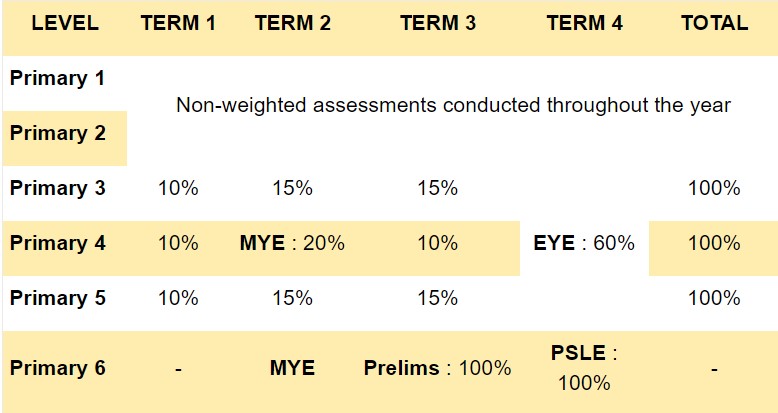 LEVEL TERM 1 TERM 2 TERM 3 TERM 4 TOTAL
Primary 1
Non-weighted assessments conducted throughout the year
Primary 2
Primary 3 10% 15% 15% 100%
Primary 4 10% MYE : 20% 10% EYE : 60% 100%
Primary 5 10% 15% 15% 100%
Primary 6 - MYE Prelims : 100% PSLE : 100% -